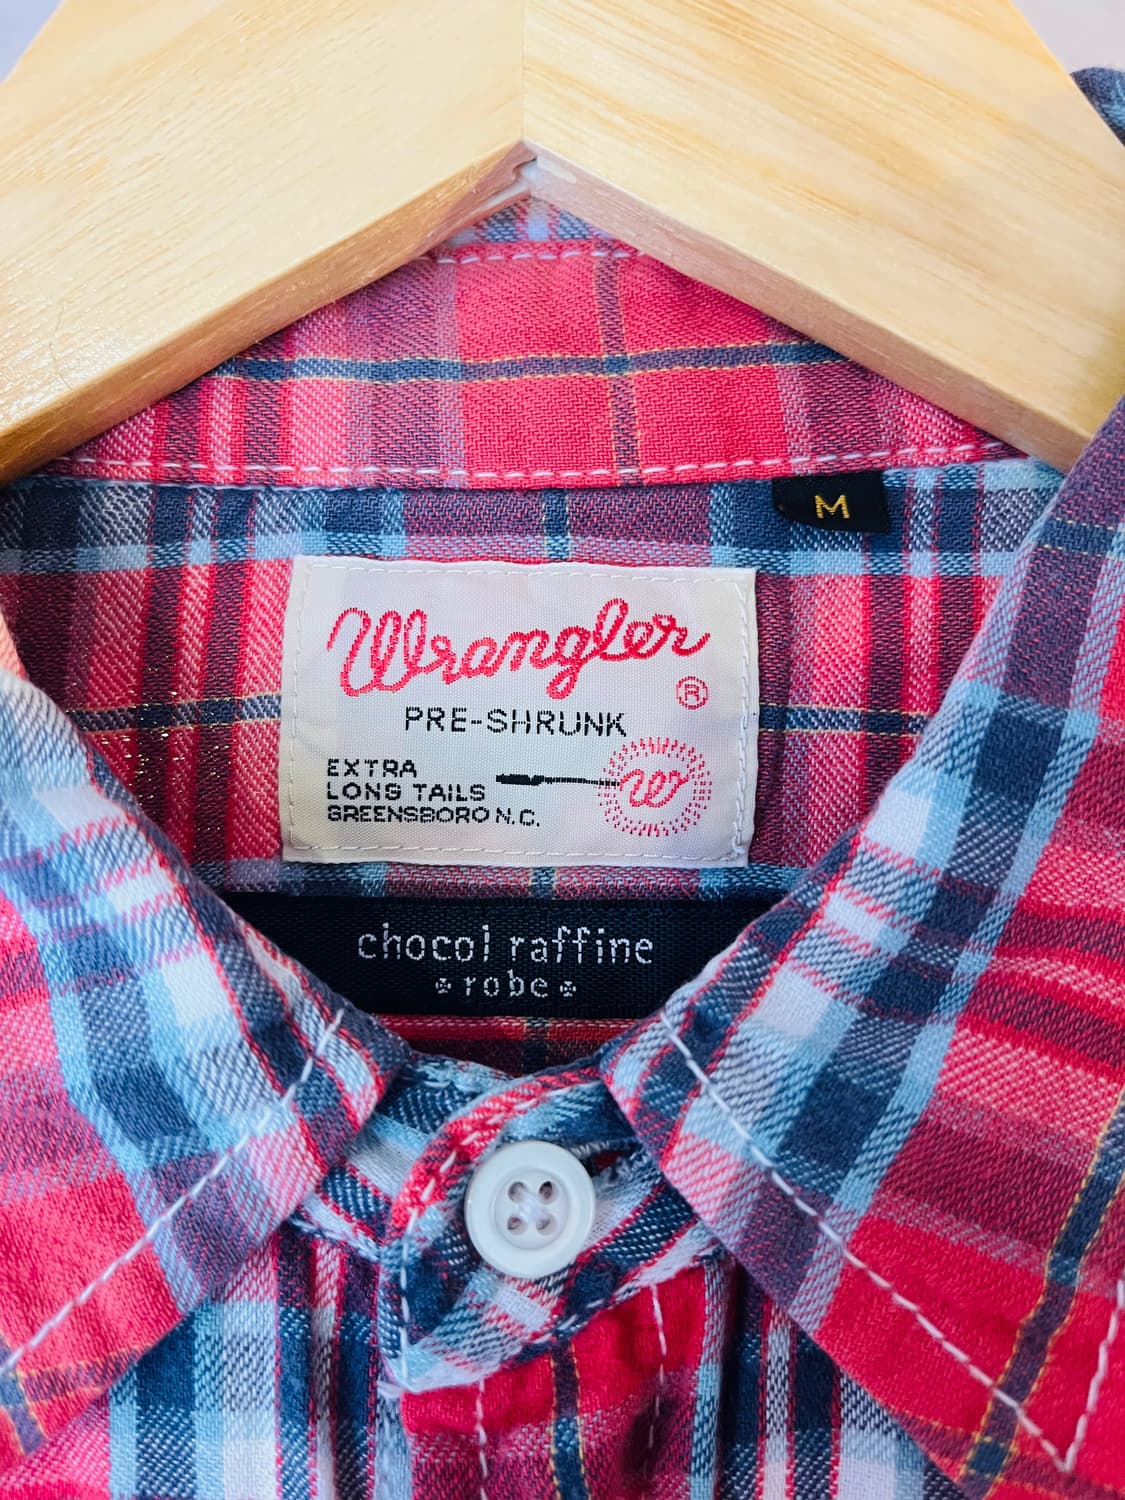 M
Wrangler
®
PRE-SHRUNK
EXTRA
LONG TAILS
GREENSBORO N.C.
W
chocol raffine
robe